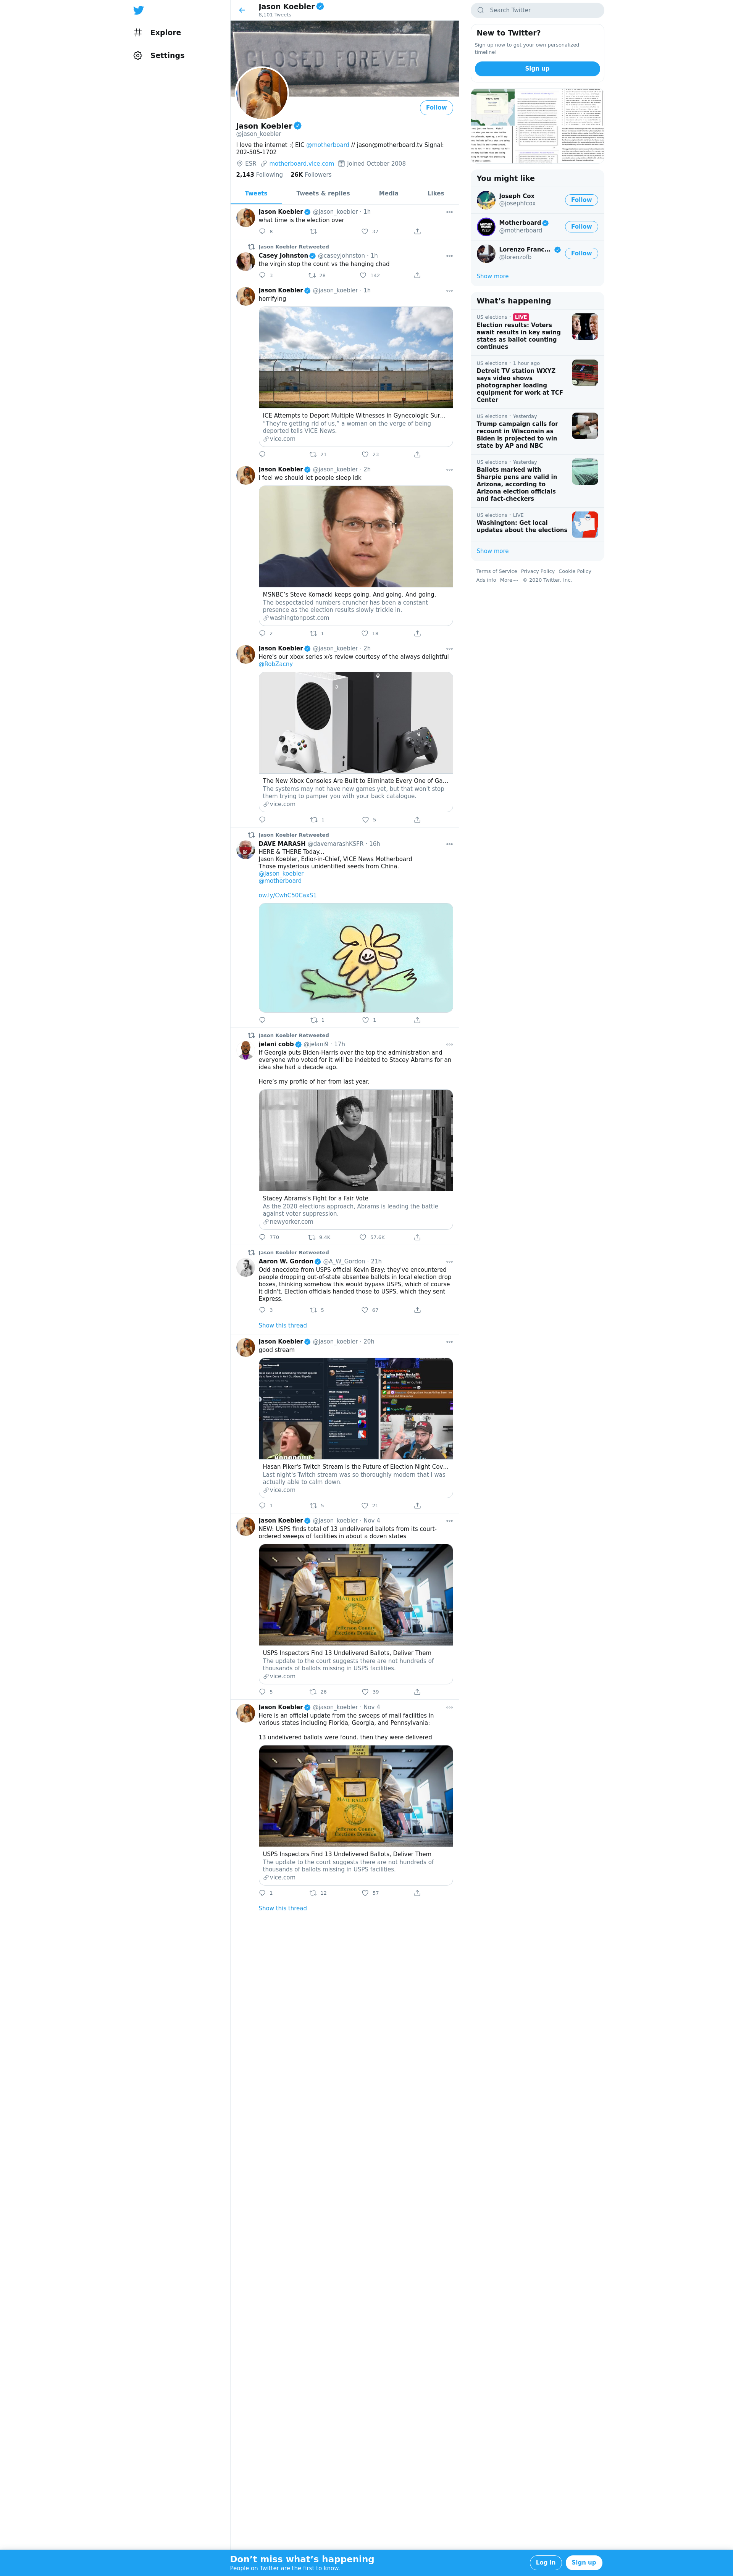 Explore
Settings
Jason Koebler
6,101 Tweets
CLOSED FOREVER
Follow
Jason Koebler
@jason_koebler
I love the internet :( EIC @motherboard // jason@motherboard.tv Signal:
202-505-1702
ESR motherboard.vice.com Joined October 2008
2,143 Following 26K Followers
Tweets Tweets & replies Media Likes
Jason Koebler @jason_koebler · 1h
what time is the election over
8 37
Jason Koebler Retweeted
Casey Johnston @caseyjohnston · 1h
the virgin stop the count vs the hanging chad
3 28 142
Jason Koebler @jason_koebler · 1h
horrifying
ICE Attempts to Deport Multiple Witnesses in Gynecologic Sur...
"They're getting rid of us," a woman on the verge of being
deported tells VICE News.
vice.com
21 23
Jason Koebler @jason_koebler · 2h
i feel we should let people sleep idk
MSNBC's Steve Kornacki keeps going. And going. And going.
The bespectacled numbers cruncher has been a constant
presence as the election results slowly trickle in.
washingtonpost.com
2 1 18
Jason Koebler @jason_koebler · 2h
Here's our xbox series x/s review courtesy of the always delightful
@RobZacny
The New Xbox Consoles Are Built to Eliminate Every One of Ga...
The systems may not have new games yet, but that won't stop
them trying to pamper you with your back catalogue.
vice.com
1 5
Jason Koebler Retweeted
DAVE MARASH @davemarashKSFR · 16h
HERE & THERE Today...
Jason Koebler, Edior-in-Chief, VICE News Motherboard
Those mysterious unidentified seeds from China.
@jason_koebler
@motherboard
ow.ly/CwhC50CaxS1
1 1
Jason Koebler Retweeted
jelani cobb @jelani9 · 17h
If Georgia puts Biden-Harris over the top the administration and
everyone who voted for it will be indebted to Stacey Abrams for an
idea she had a decade ago.
Here's my profile of her from last year.
Stacey Abrams's Fight for a Fair Vote
As the 2020 elections approach, Abrams is leading the battle
against voter suppression.
newyorker.com
770 9.4K 57.6K
Jason Koebler Retweeted
Aaron W. Gordon @A_W_Gordon · 21h
Odd anecdote from USPS official Kevin Bray: they've encountered
people dropping out-of-state absentee ballots in local election drop
boxes, thinking somehow this would bypass USPS, which of course
it didn't. Election officials handed those to USPS, which they sent
Express.
3 5 67
Show this thread
Jason Koebler @jason_koebler · 20h
good stream
Hasan Piker's Twitch Stream Is the Future of Election Night Cov...
Last night's Twitch stream was so thoroughly modern that I was
actually able to calm down.
vice.com
1 5 21
Jason Koebler @jason_koebler · Nov 4
NEW: USPS finds total of 13 undelivered ballots from its court-
ordered sweeps of facilities in about a dozen states
MAIL BALLOTS
Jefferson County
Elections Division
USPS Inspectors Find 13 Undelivered Ballots, Deliver Them
The update to the court suggests there are not hundreds of
thousands of ballots missing in USPS facilities.
vice.com
5 26 39
Jason Koebler @jason_koebler · Nov 4
Here is an official update from the sweeps of mail facilities in
various states including Florida, Georgia, and Pennsylvania:
13 undelivered ballots were found. then they were delivered
MAIL BALLOTS
Jefferson County
Elections Division
USPS Inspectors Find 13 Undelivered Ballots, Deliver Them
The update to the court suggests there are not hundreds of
thousands of ballots missing in USPS facilities.
vice.com
1 12 57
Show this thread
Search Twitter
New to Twitter?
Sign up now to get your own personalized
timeline!
Sign up
You might like
Joseph Cox
@josephfcox
Follow
Motherboard
@motherboard
Follow
Lorenzo Franc...
@lorenzofb
Follow
Show more
What's happening
US elections · LIVE
Election results: Voters
await results in key swing
states as ballot counting
continues
US elections · 1 hour ago
Detroit TV station WXYZ
says video shows
photographer loading
equipment for work at TCF
Center
US elections · Yesterday
Trump campaign calls for
recount in Wisconsin as
Biden is projected to win
state by AP and NBC
US elections · Yesterday
Ballots marked with
Sharpie pens are valid in
Arizona, according to
Arizona election officials
and fact-checkers
US elections · LIVE
Washington: Get local
updates about the elections
Show more
Terms of Service Privacy Policy Cookie Policy
Ads info More © 2020 Twitter, Inc.
Don't miss what's happening
People on Twitter are the first to know.
Log in Sign up